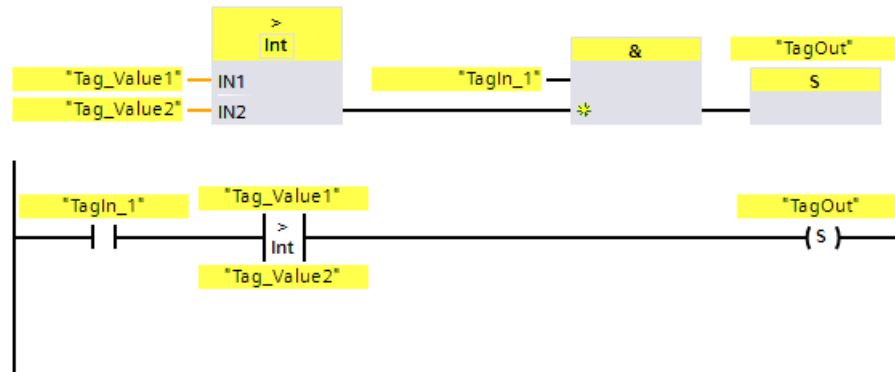 >
Int
&
"TagOut"
"Tag_Value1"
IN1
"TagIn_1"
S
"Tag_Value2"
IN2
"TagIn_1"
"Tag_Value1"
"TagOut"
>
Int
S
"Tag_Value2"